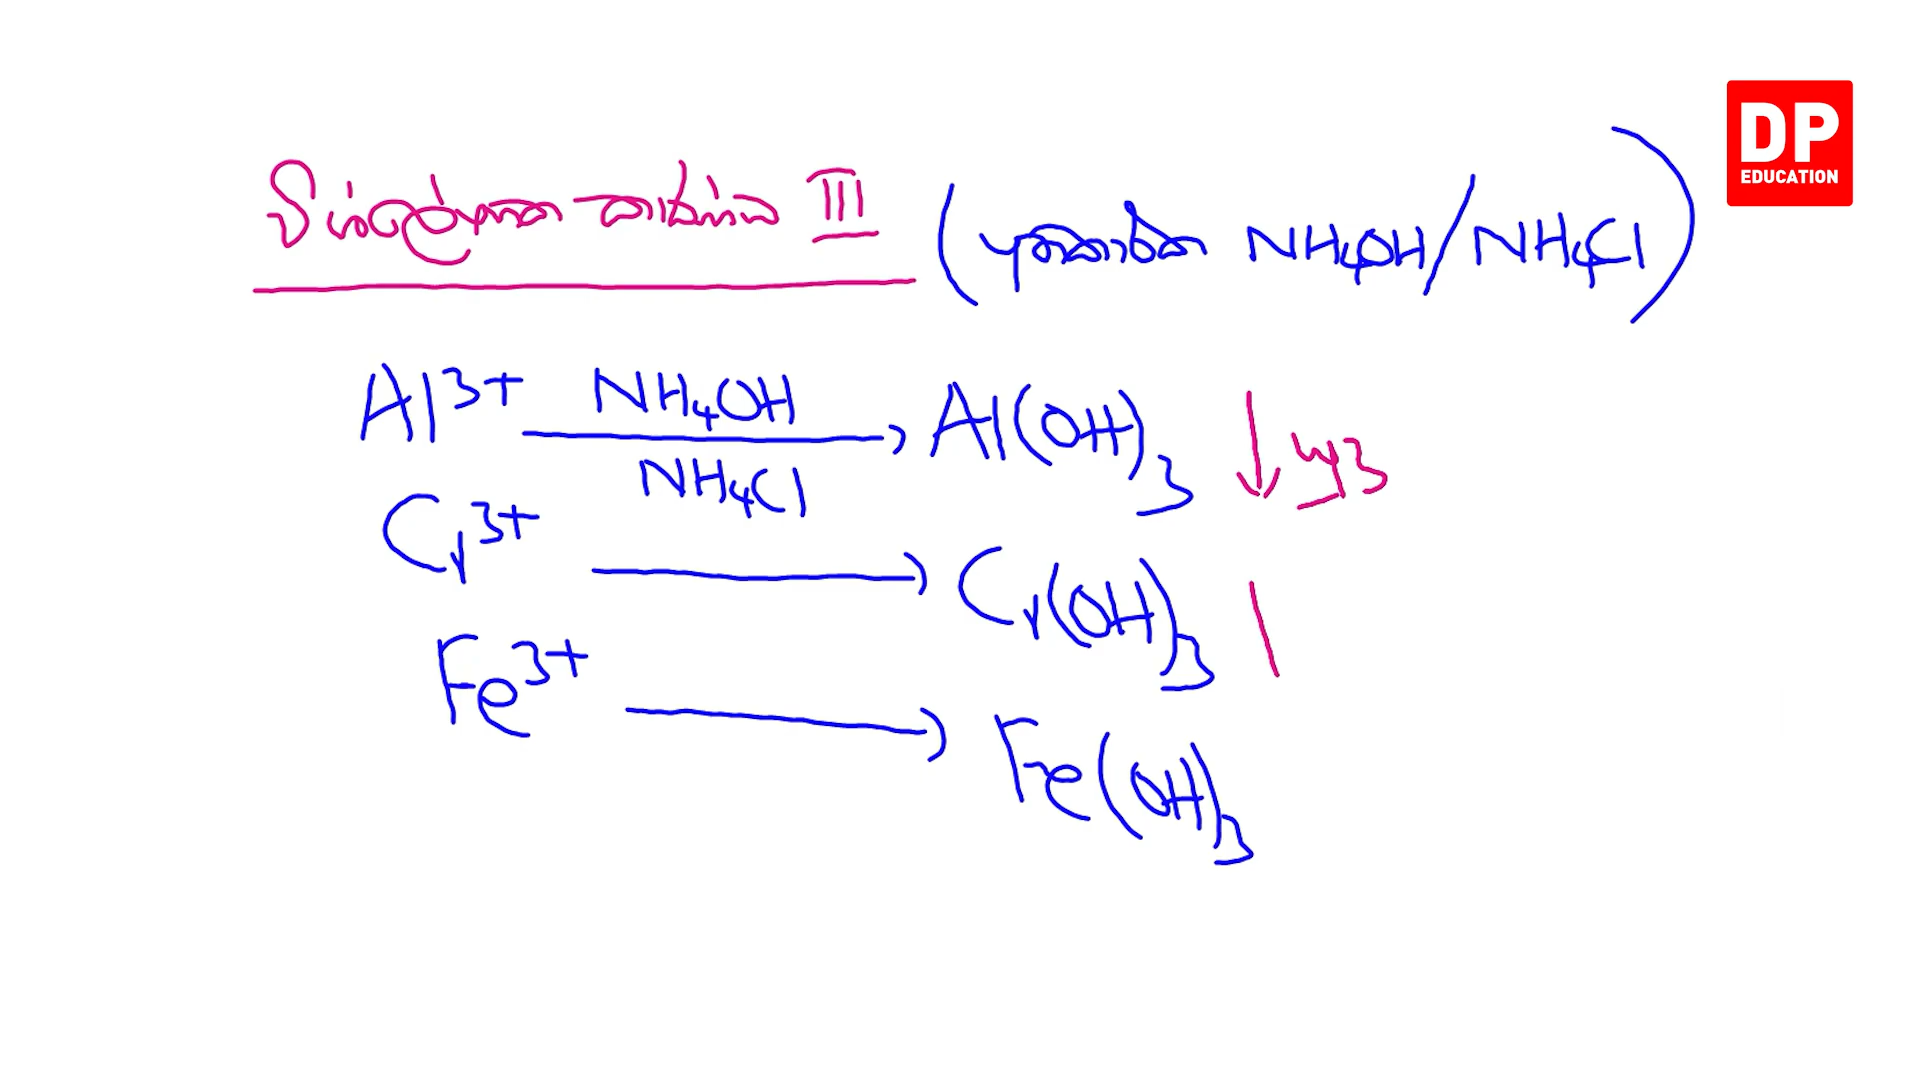 විශ්ලේෂණ කාර්ය III (ප්‍රතිකාරක NH₄OH/NH₄Cl)
DP
EDUCATION
Al³⁺ NH₄OH → Al(OH)₃ ↓ සුදු
NH₄Cl
Cr³⁺ → Cr(OH)₃
Fe³⁺ → Fe(OH)₃